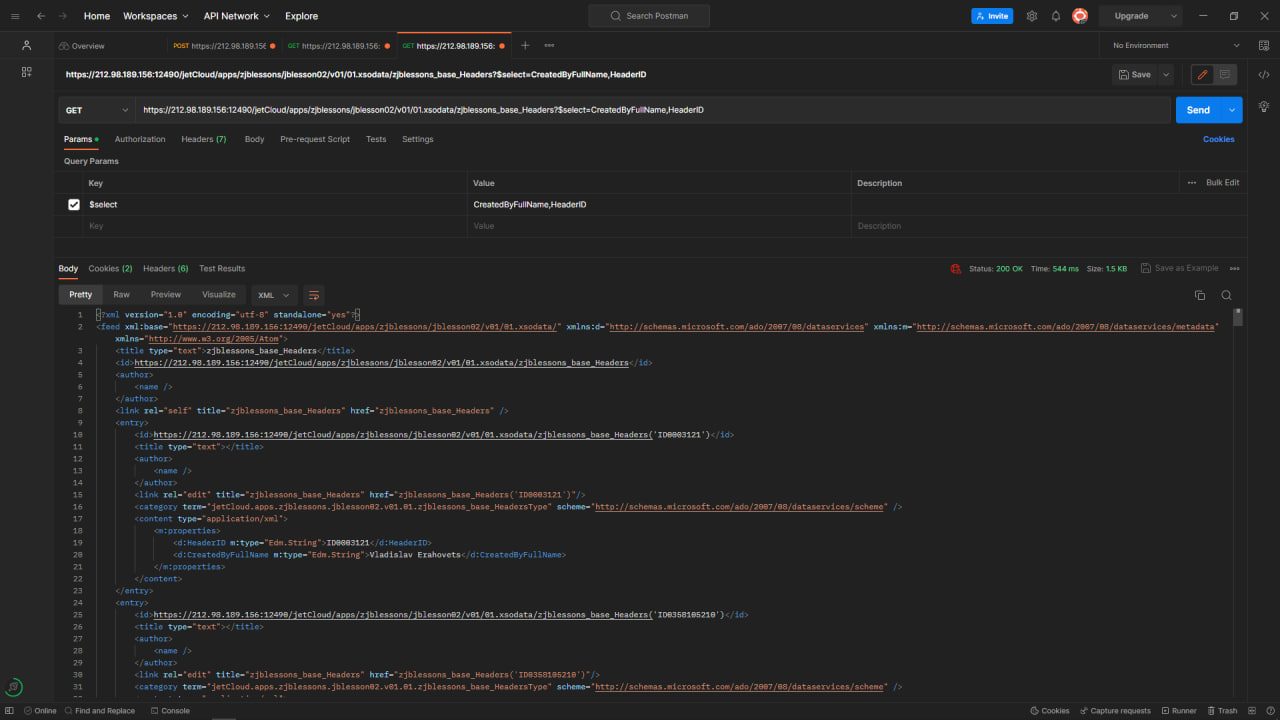 Home Workspaces API Network Explore Search Postman Invite Upgrade
Overview POST https://212.98.189.156 GET https://212.98.189.156: GET https://212.98.189.156: No Environment
https://212.98.189.156:12490/jetCloud/apps/zjblessons/jblesson02/v01/01.xsodata/zjblessons_base_Headers?$select=CreatedByFullName,HeaderID Save
GET https://212.98.189.156:12490/jetCloud/apps/zjblessons/jblesson02/v01/01.xsodata/zjblessons_base_Headers?$select=CreatedByFullName,HeaderID Send
Params Authorization Headers (7) Body Pre-request Script Tests Settings Cookies
Query Params
Key Value Description Bulk Edit
$select CreatedByFullName,HeaderID
Key Value Description
Body Cookies (2) Headers (6) Test Results Status: 200 OK Time: 544 ms Size: 1.5 KB Save as Example
Pretty Raw Preview Visualize XML
1 <?xml version="1.0" encoding="utf-8" standalone="yes"?>
2 <feed xml:base="https://212.98.189.156:12490/jetCloud/apps/zjblessons/jblesson02/v01/01.xsodata/" xmlns:d="http://schemas.microsoft.com/ado/2007/08/dataservices" xmlns:m="http://schemas.microsoft.com/ado/2007/08/dataservices/metadata"
xmlns="http://www.w3.org/2005/Atom">
3 <title type="text">zjblessons_base_Headers</title>
4 <id>https://212.98.189.156:12490/jetCloud/apps/zjblessons/jblesson02/v01/01.xsodata/zjblessons_base_Headers</id>
5 <author>
6 <name />
7 </author>
8 <link rel="self" title="zjblessons_base_Headers" href="zjblessons_base_Headers" />
9 <entry>
10 <id>https://212.98.189.156:12490/jetCloud/apps/zjblessons/jblesson02/v01/01.xsodata/zjblessons_base_Headers('ID0003121')</id>
11 <title type="text"></title>
12 <author>
13 <name />
14 </author>
15 <link rel="edit" title="zjblessons_base_Headers" href="zjblessons_base_Headers('ID0003121')"/>
16 <category term="jetCloud.apps.zjblessons.jblesson02.v01.01.zjblessons_base_HeadersType" scheme="http://schemas.microsoft.com/ado/2007/08/dataservices/scheme" />
17 <content type="application/xml">
18 <m:properties>
19 <d:HeaderID m:type="Edm.String">ID0003121</d:HeaderID>
20 <d:CreatedByFullName m:type="Edm.String">Vladislav Erahovets</d:CreatedByFullName>
21 </m:properties>
22 </content>
23 </entry>
24 <entry>
25 <id>https://212.98.189.156:12490/jetCloud/apps/zjblessons/jblesson02/v01/01.xsodata/zjblessons_base_Headers('ID0358105210')</id>
26 <title type="text"></title>
27 <author>
28 <name />
29 </author>
30 <link rel="edit" title="zjblessons_base_Headers" href="zjblessons_base_Headers('ID0358105210')"/>
31 <category term="jetCloud.apps.zjblessons.jblesson02.v01.01.zjblessons_base_HeadersType" scheme="http://schemas.microsoft.com/ado/2007/08/dataservices/scheme" />
Online Find and Replace Console Cookies Capture requests Runner Trash